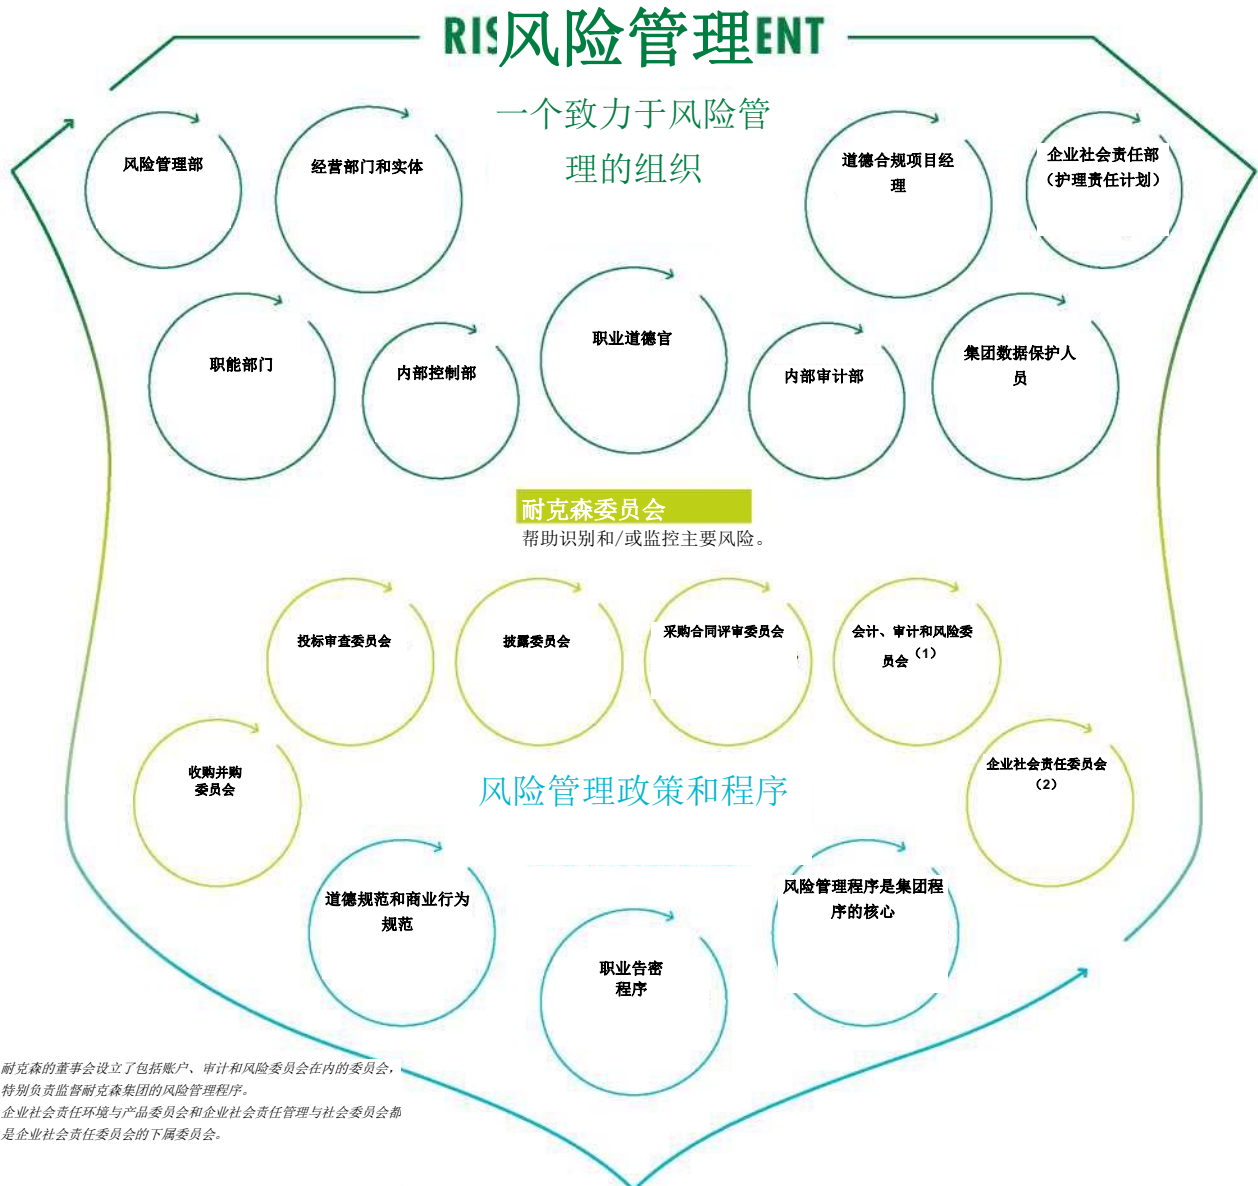 RIS风险管理ENT
一个致力于风险管
理的组织
风险管理部
经营部门和实体
道德合规项目经
理
企业社会责任部
（护理责任计划）
职能部门
内部控制部
职业道德官
内部审计部
集团数据保护人
员
耐克森委员会
帮助识别和/或监控主要风险。
投标审查委员会
披露委员会
采购合同评审委员会
会计、审计和风险委
员会（1）
收购并购
委员会
企业社会责任委员会
（2）
风险管理政策和程序
道德规范和商业行为
规范
职业告密
程序
风险管理程序是集团程
序的核心
耐克森的董事会设立了包括账户、审计和风险委员会在内的委员会，
特别负责监督耐克森集团的风险管理程序。
企业社会责任环境与产品委员会和企业社会责任管理与社会委员会都
是企业社会责任委员会的下属委员会。